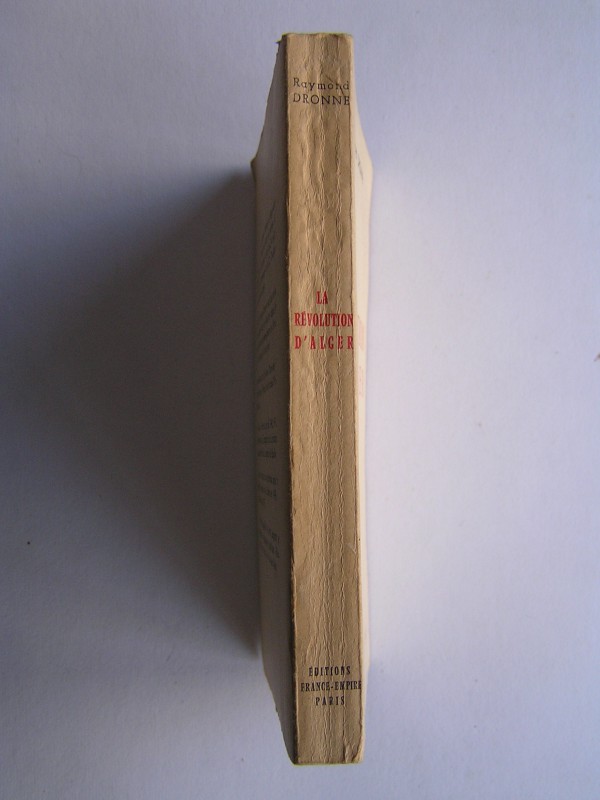 Raymond
DRONNE
LA
RÉVOLUTION
D'ALGER
ÉDITIONS
FRANCE-EMPIRE
PARIS